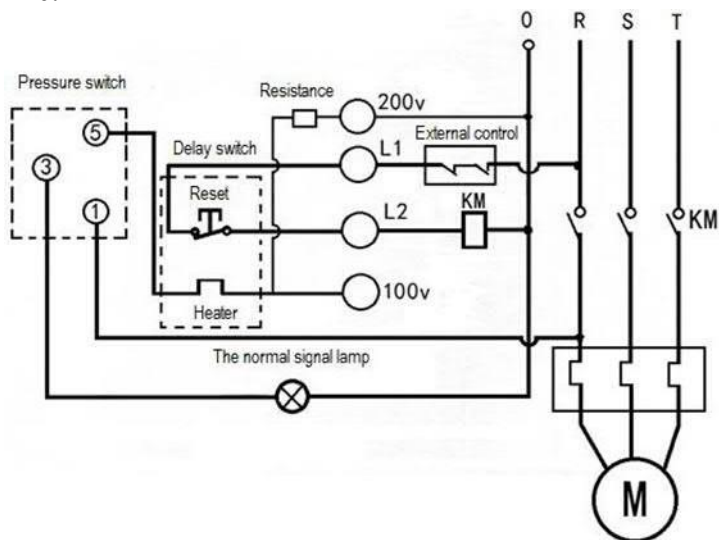 O R S T
Pressure switch
Resistance
200v
5
External control
Delay switch
L1
3
Reset
KM
1
L2
KM
100v
Heater
The normal signal lamp
M